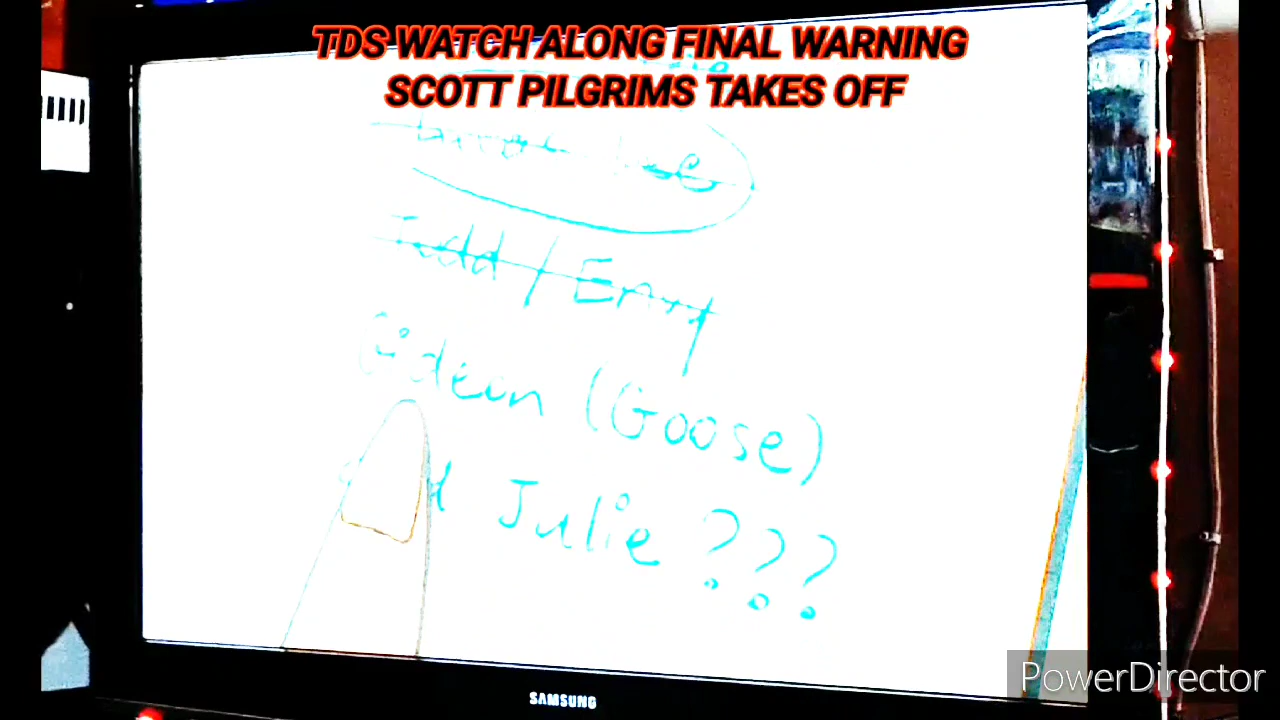 TDS WATCH ALONG FINAL WARNING
SCOTT PILGRIMS TAKES OFF
Todd / Envy
Gideon (Goose)
Julie ???
SAMSUNG
PowerDirector